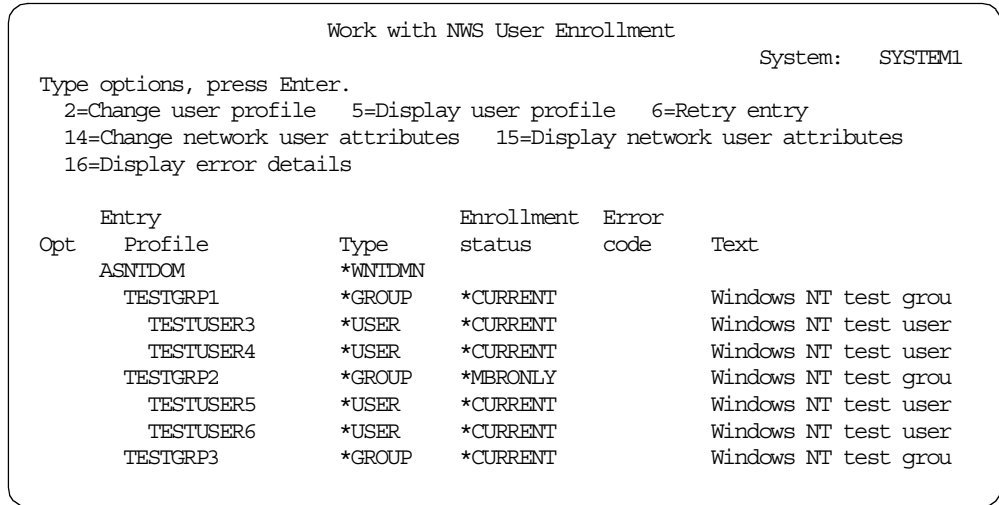 Work with NWS User Enrollment
System: SYSTEM1
Type options, press Enter.
2=Change user profile 5=Display user profile 6=Retry entry
14=Change network user attributes 15=Display network user attributes
16=Display error details
Entry Enrollment Error
Opt Profile Type status code Text
ASNTDOM *WNTDMN
TESTGRP1 *GROUP *CURRENT Windows NT test grou
TESTUSER3 *USER *CURRENT Windows NT test user
TESTUSER4 *USER *CURRENT Windows NT test user
TESTGRP2 *GROUP *MBRONLY Windows NT test grou
TESTUSER5 *USER *CURRENT Windows NT test user
TESTUSER6 *USER *CURRENT Windows NT test user
TESTGRP3 *GROUP *CURRENT Windows NT test grou